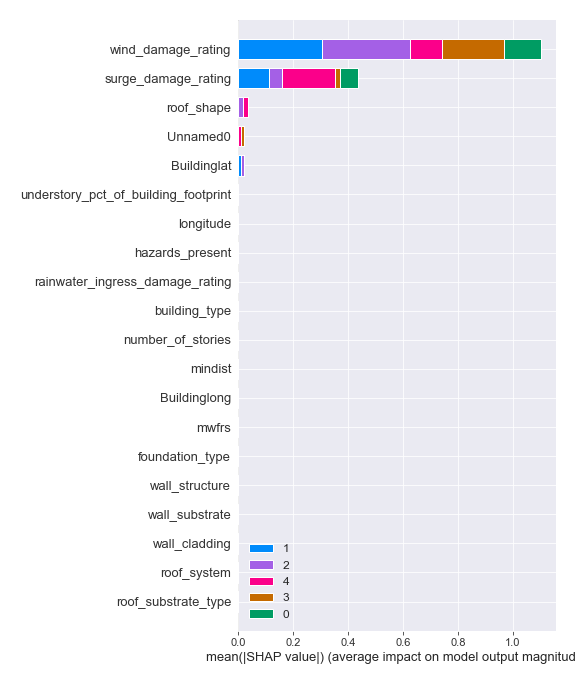 wind_damage_rating
surge_damage_rating
roof_shape
Unnamed0
Buildinglat
understory_pct_of_building_footprint
longitude
hazards_present
rainwater_ingress_damage_rating
building_type
number_of_stories
mindist
Buildinglong
mwfrs
foundation_type
wall_structure
wall_substrate
wall_cladding
roof_system
roof_substrate_type
1
2
4
3
0
0.0 0.2 0.4 0.6 0.8 1.0
mean(|SHAP value|) (average impact on model output magnitud